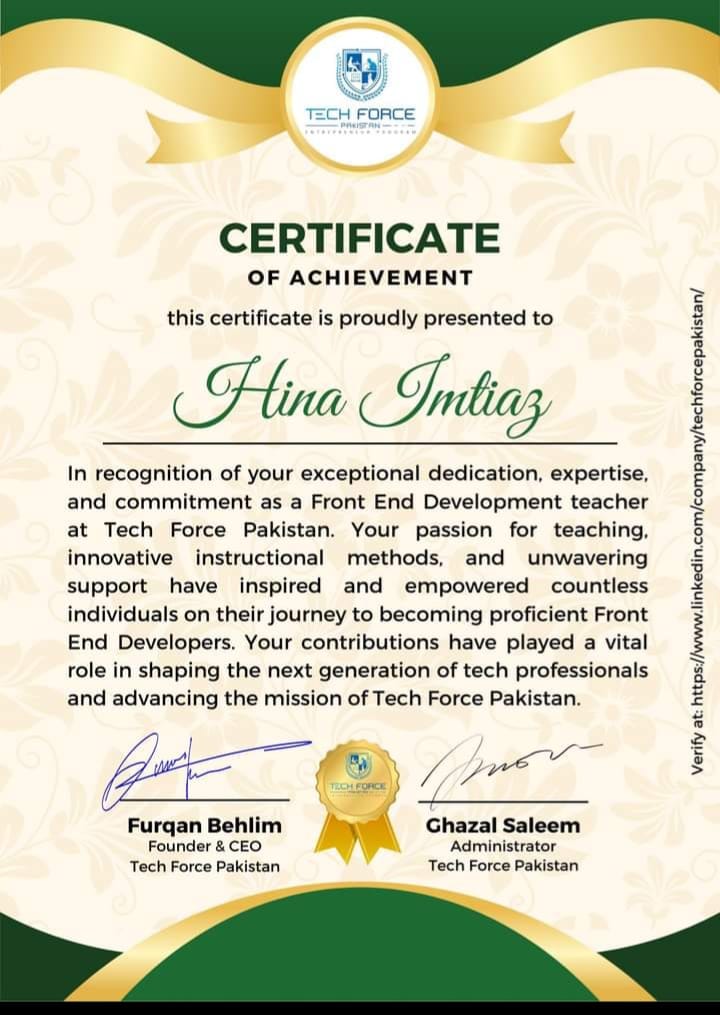 TECH FORCE
PAKISTAN
ENTREPRENEUR PROGRAM
CERTIFICATE
OF ACHIEVEMENT
this certificate is proudly presented to
Hina Imtiaz
In recognition of your exceptional dedication, expertise,
and commitment as a Front End Development teacher
at Tech Force Pakistan. Your passion for teaching,
innovative instructional methods, and unwavering
support have inspired and empowered countless
individuals on their journey to becoming proficient Front
End Developers. Your contributions have played a vital
role in shaping the next generation of tech professionals
and advancing the mission of Tech Force Pakistan.
Verify at: https://www.linkedin.com/company/techforcepakistan/
TECH FORCE
Furqan Behlim
Founder & CEO
Tech Force Pakistan
Ghazal Saleem
Administrator
Tech Force Pakistan